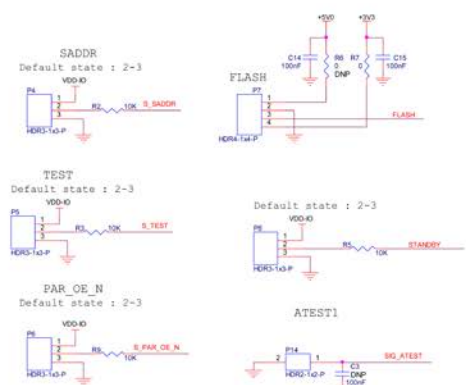 SADDR
Default state : 2-3
VDD-IO
P4
1
2
3
R2
10K
S_SADDR
HDR3-1x3-P
+5V0
+3V3
C14
100nF
R6
0
DNP
R7
0
C15
100nF
FLASH
P7
1
2
3
4
FLASH
HDR4-1x4-P
TEST
Default state : 2-3
VDD-IO
P5
1
2
3
R3
10K
S_TEST
HDR3-1x3-P
Default state : 2-3
VDD-IO
P8
1
2
3
R5
10K
STANDBY
HDR3-1x3-P
PAR_OE_N
Default state : 2-3
VDD-IO
P6
1
2
3
10K
S_PAR_OE_N
HDR3-1x3-P
ATEST1
P14
2
1
SIG_ATEST
HDR2-1x2-P
C3
DNP
100nF